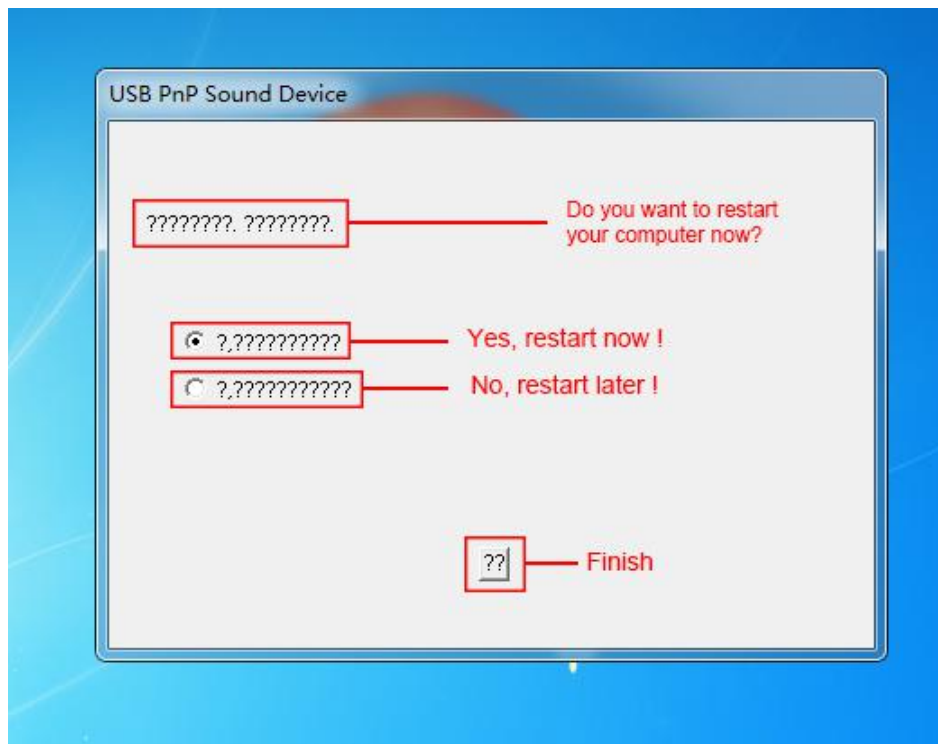 USB PnP Sound Device
????????. ????????.
Do you want to restart
your computer now?
?,??????????
Yes, restart now !
?,???????????
No, restart later !
??
Finish